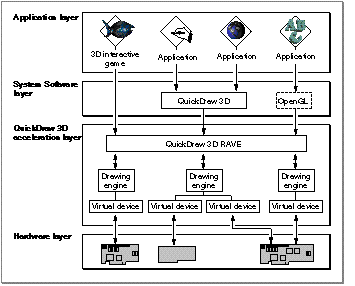 Application layer
3D interactive
game
Application
Application
Application
System Software
layer
QuickDraw 3D
OpenGL
QuickDraw 3D
acceleration layer
QuickDraw 3D RAVE
Drawing
engine
Drawing
engine
Drawing
engine
Virtual device
Virtual device
Virtual device
Virtual device
Hardware layer